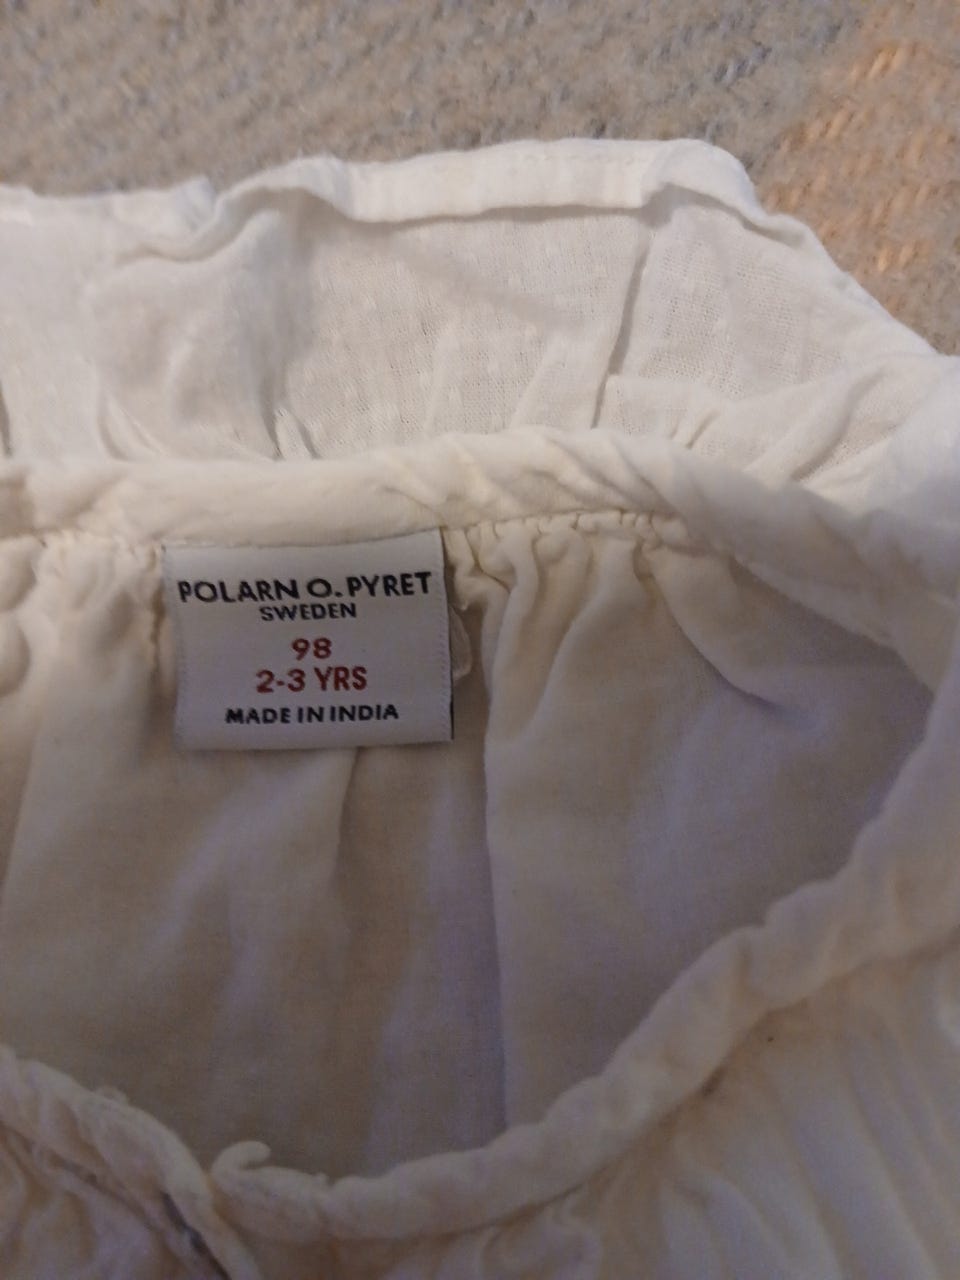 POLARN O. PYRET
SWEDEN
98
2-3 YRS
MADE IN INDIA